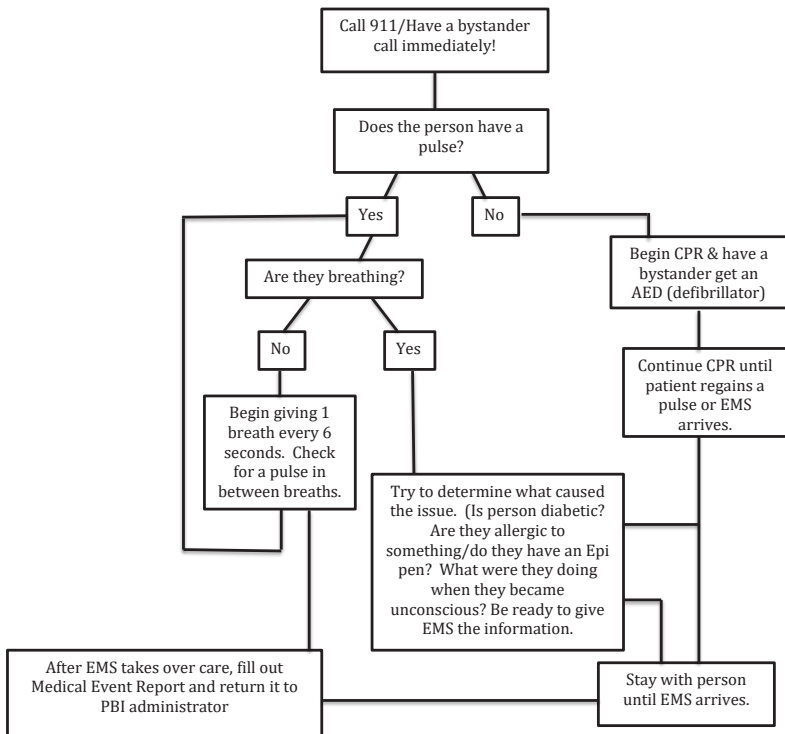 Call 911/Have a bystander
call immediately!
Does the person have a
pulse?
Yes
No
Begin CPR & have a
bystander get an
AED (defibrillator)
Are they breathing?
No
Yes
Continue CPR until
patient regains a
pulse or EMS
arrives.
Begin giving 1
breath every 6
seconds.  Check
for a pulse in
between breaths.
Try to determine what caused
the issue.  (Is person diabetic?
Are they allergic to
something/do they have an Epi
pen?  What were they doing
when they became
unconscious? Be ready to give
EMS the information.
After EMS takes over care, fill out
Medical Event Report and return it to
PBI administrator
Stay with person
until EMS arrives.